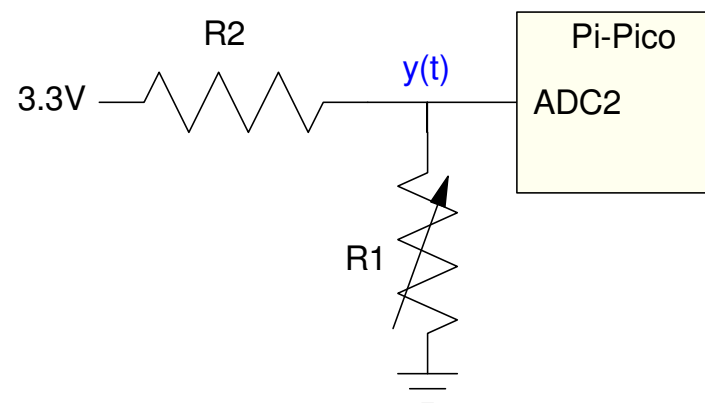 R2
Pi-Pico
y(t)
3.3V
ADC2
R1